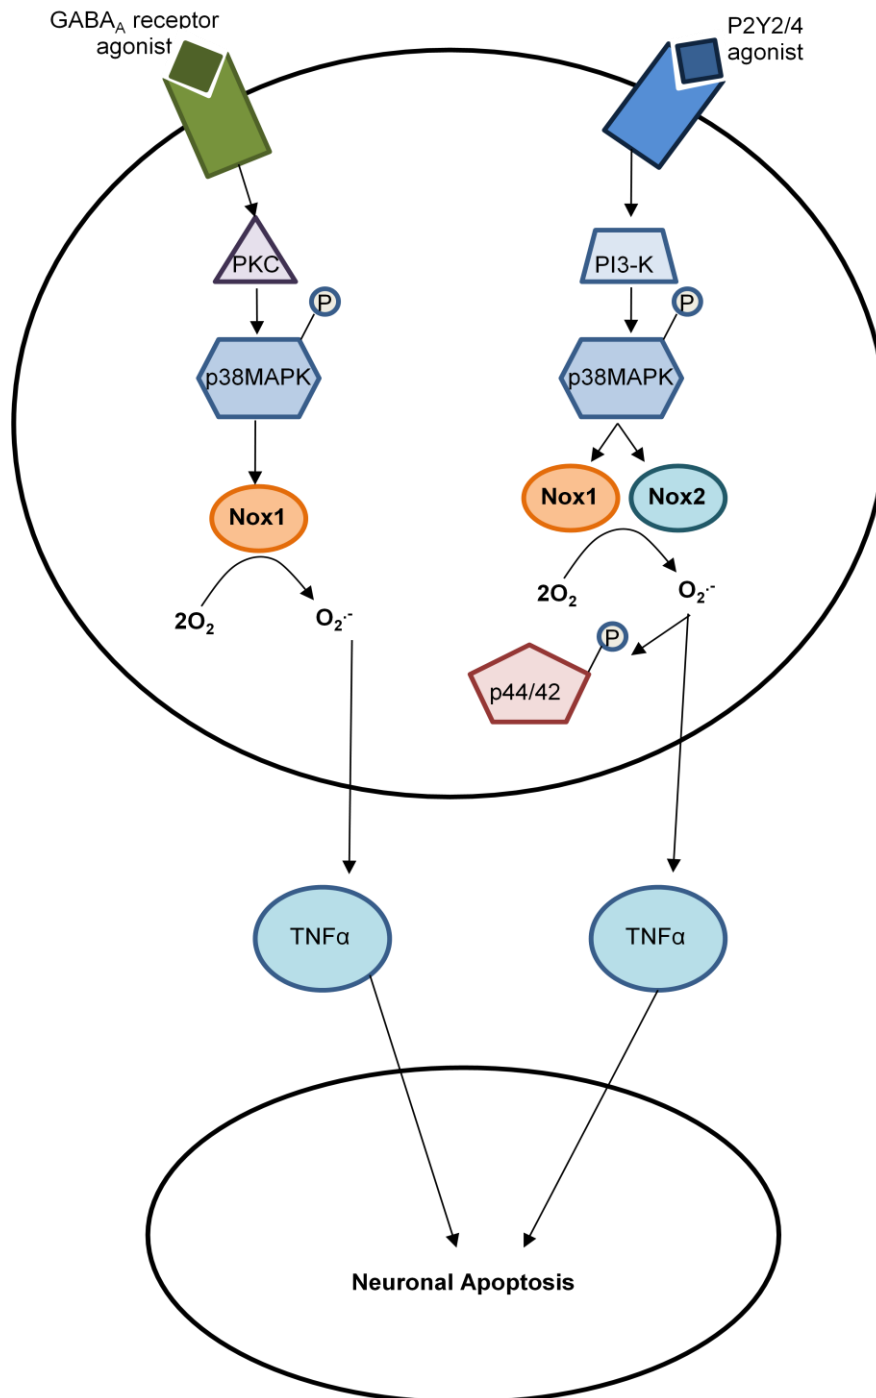 GABA_A receptor
agonist
P2Y2/4
agonist
PKC
PI3-K
P
P
p38MAPK
p38MAPK
Nox1
Nox1
Nox2
2O₂
O₂·-
2O₂
O₂·-
P
p44/42
TNFα
TNFα
Neuronal Apoptosis